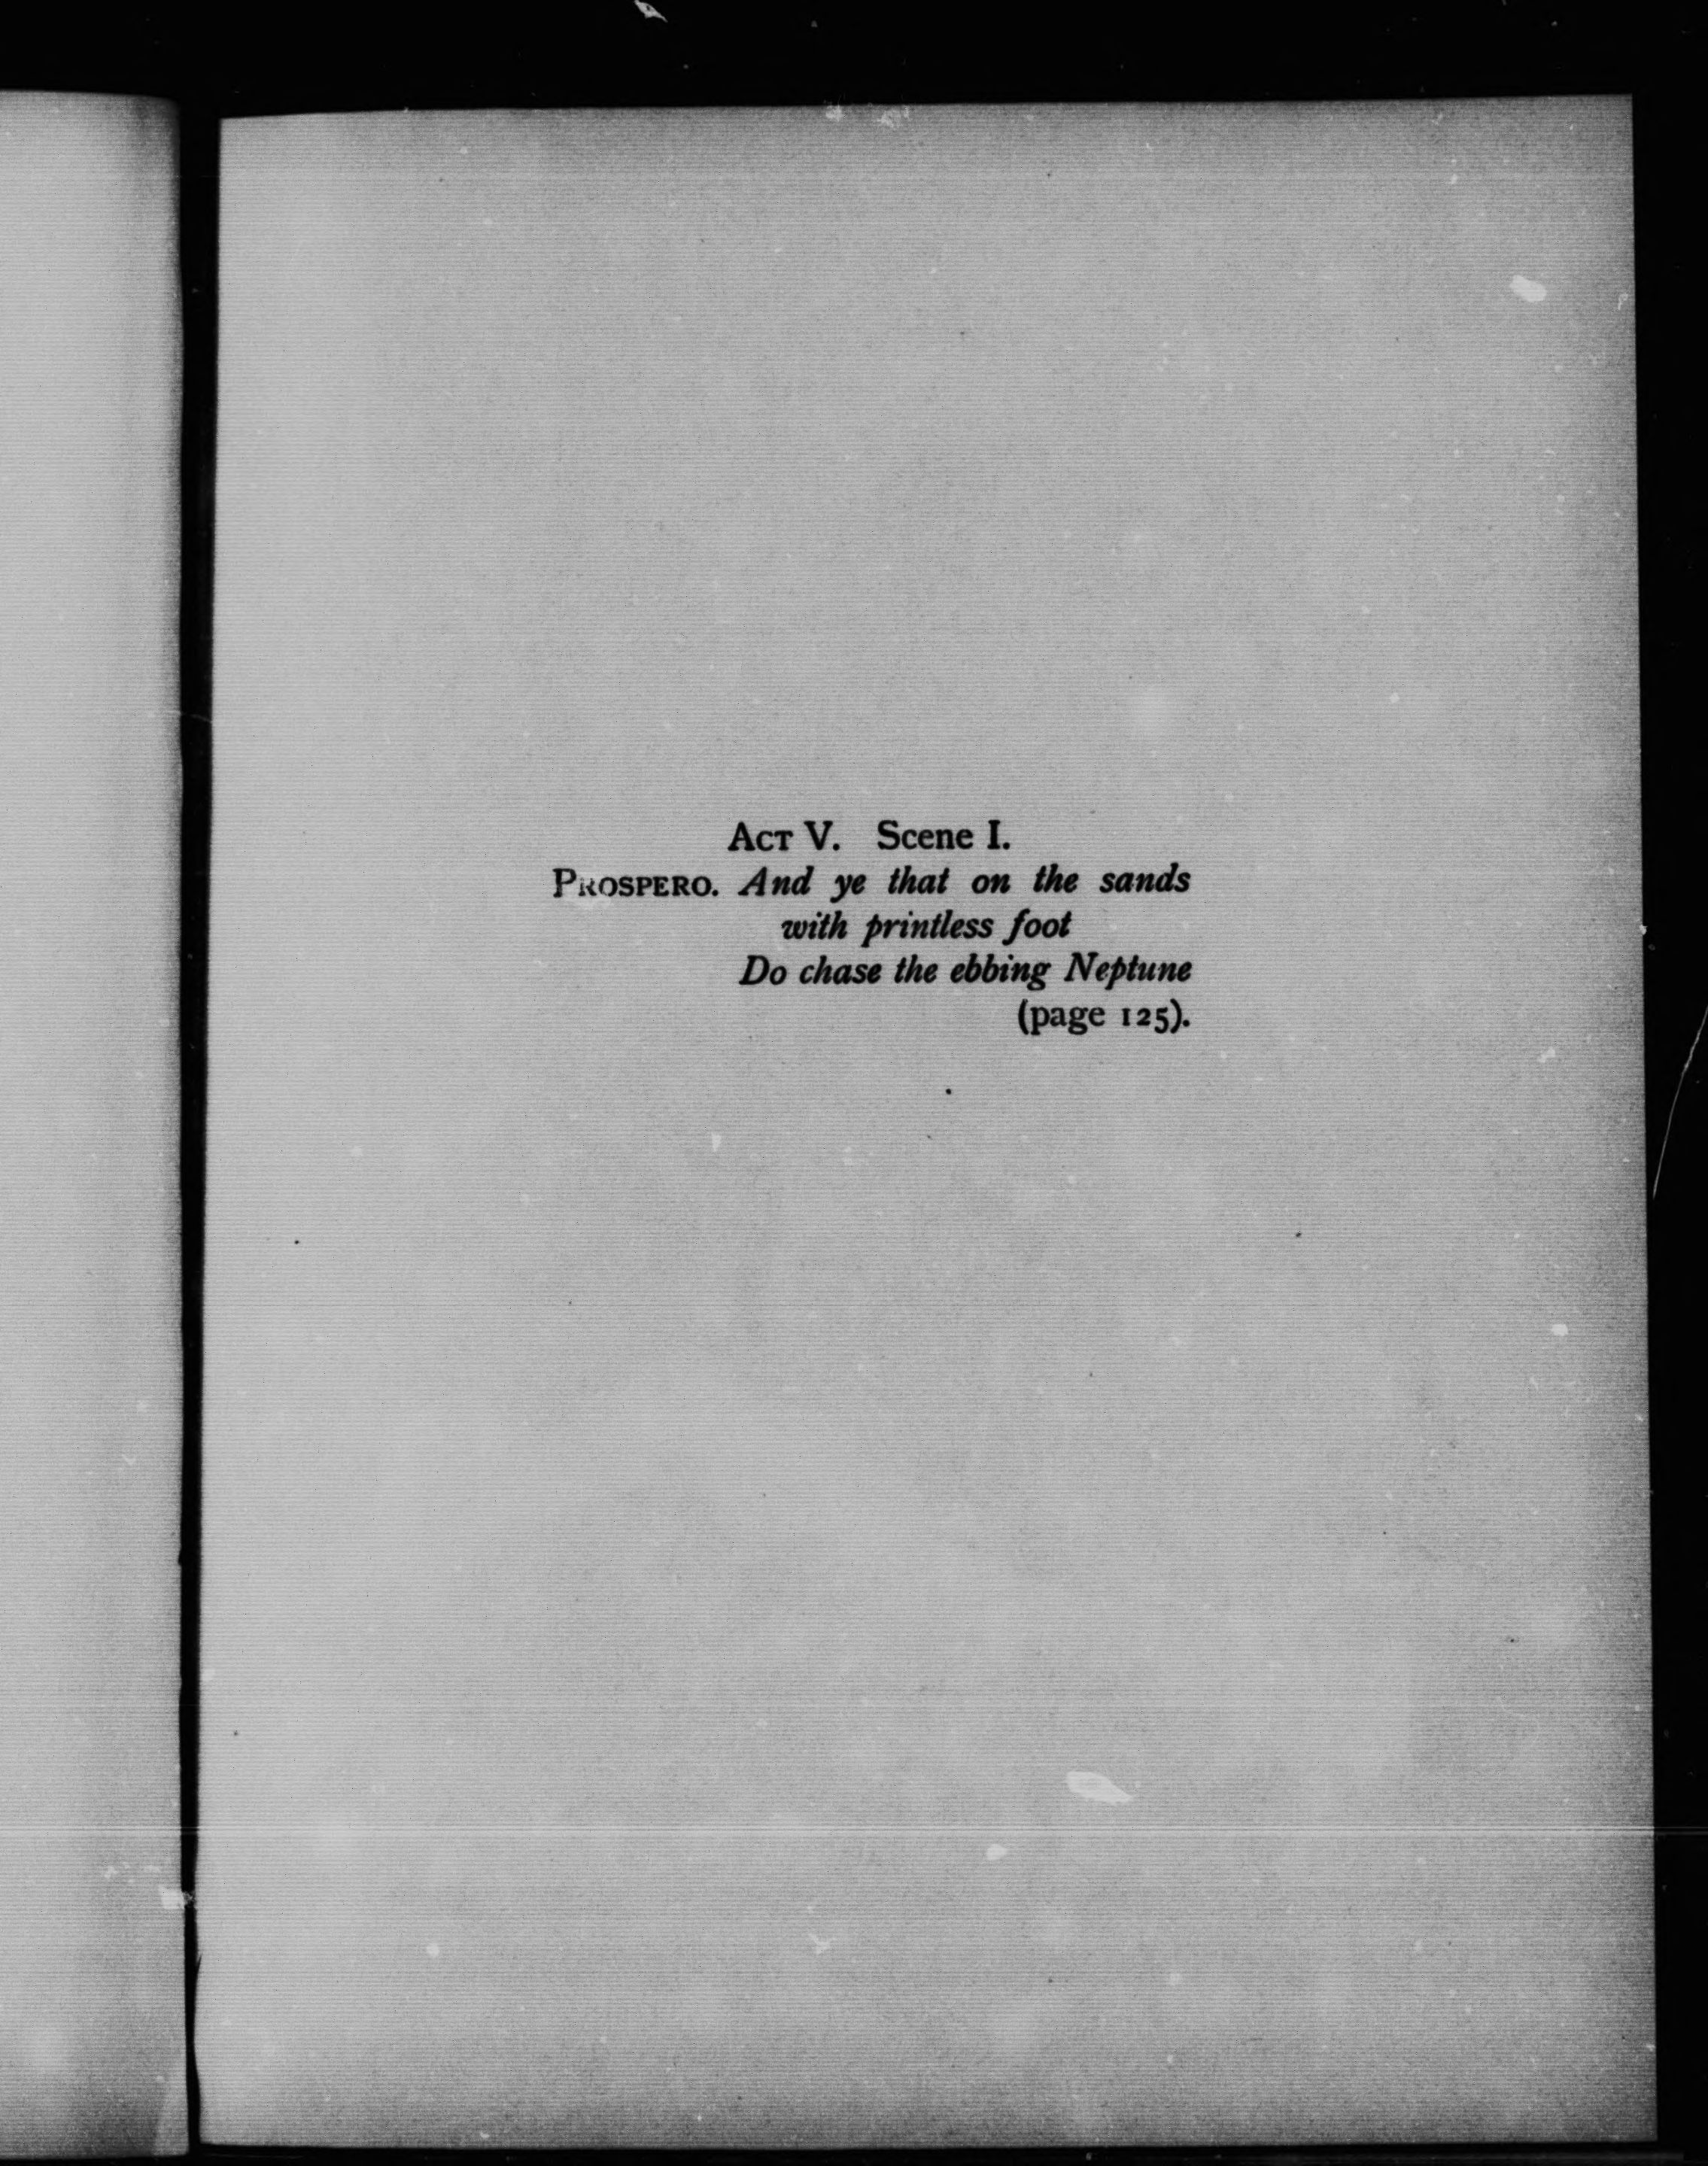 Act V. Scene I.
Prospero. And ye that on the sands
with printless foot
Do chase the ebbing Neptune
(page 125).